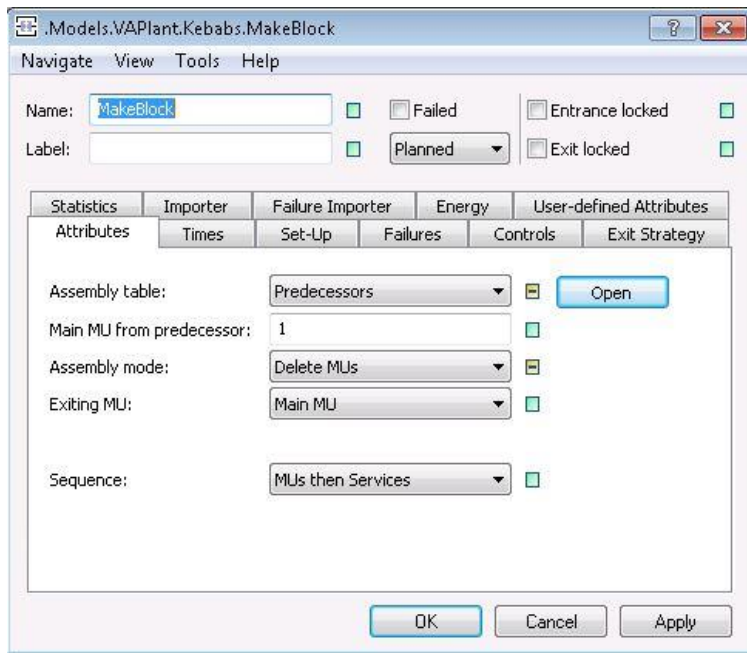 .Models.VAPlant.Kebabs.MakeBlock
Navigate View Tools Help
Name: MakeBlock Failed Entrance locked
Label: Planned Exit locked
Statistics Importer Failure Importer Energy User-defined Attributes
Attributes Times Set-Up Failures Controls Exit Strategy
Assembly table: Predecessors Open
Main MU from predecessor: 1
Assembly mode: Delete MUs
Exiting MU: Main MU
Sequence: MUs then Services
OK Cancel Apply